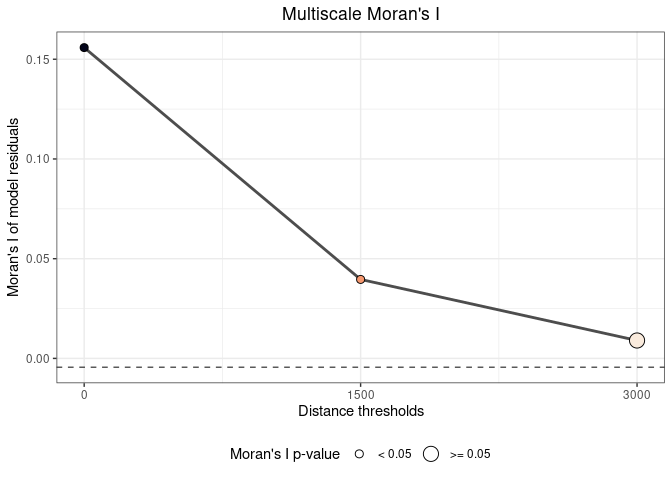 Multiscale Moran's I
Moran's I of model residuals
0.15
0.10
0.05
0.00
0 1500 3000
Distance thresholds
Moran's I p-value < 0.05 >= 0.05